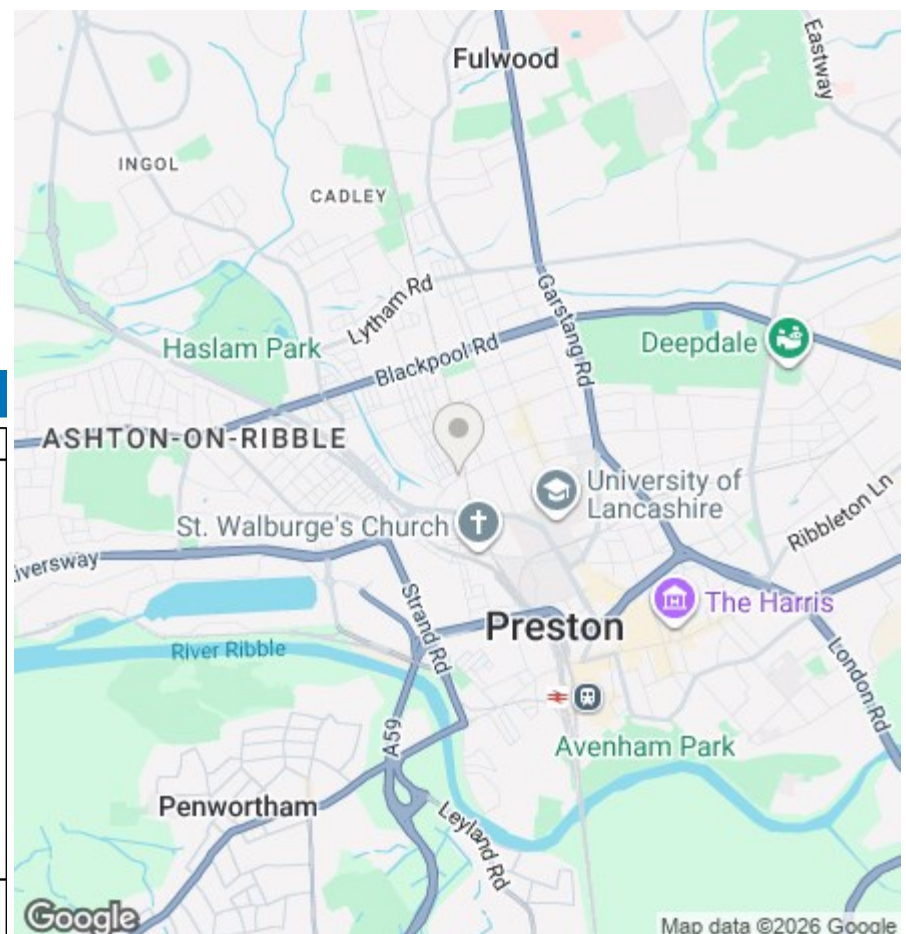 Fulwood
Eastway
INGOL
CADLEY
Lytham Rd
Garstang Rd
Haslam Park
Blackpool Rd
Deepdale
ASHTON-ON-RIBBLE
University of
Lancashire
St. Walburge's Church
Ribbleton Ln
iversway
Strand Rd
The Harris
Preston
River Ribble
London Rd
A59
Avenham Park
Penwortham
Leyland Rd
Google
Map data ©2026 Google